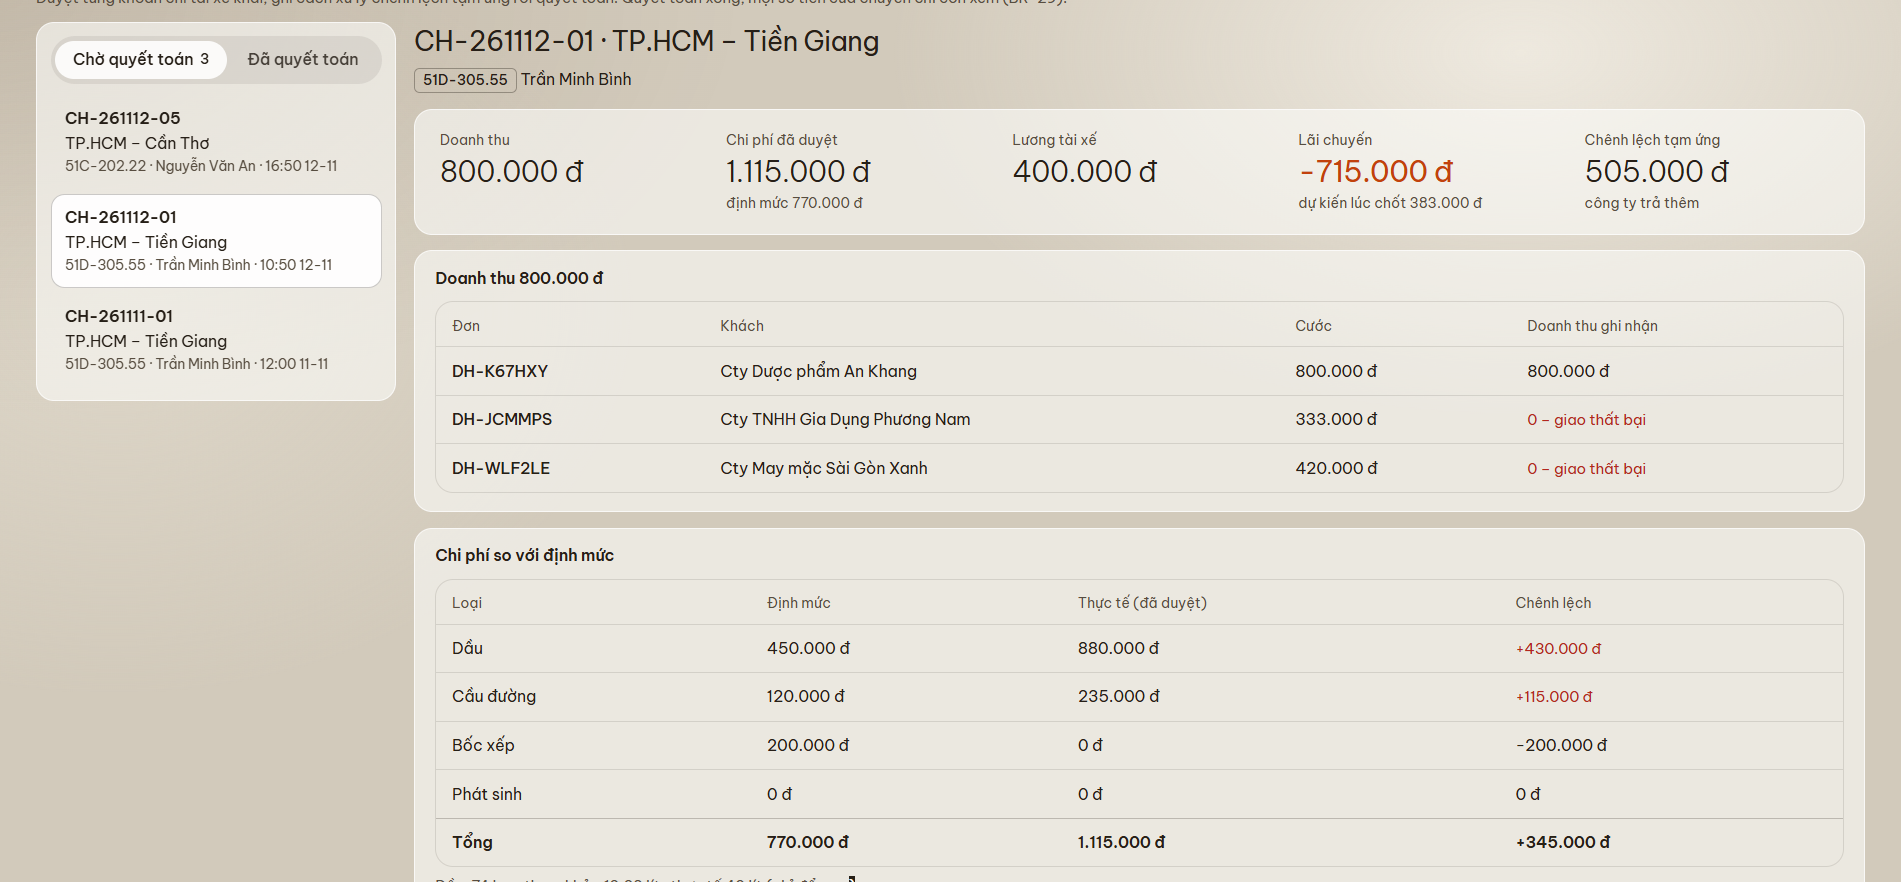 Chờ quyết toán 3
Đã quyết toán
CH-261112-05
TP.HCM – Cần Thơ
51C-202.22 · Nguyễn Văn An · 16:50 12-11
CH-261112-01
TP.HCM – Tiền Giang
51D-305.55 · Trần Minh Bình · 10:50 12-11
CH-261111-01
TP.HCM – Tiền Giang
51D-305.55 · Trần Minh Bình · 12:00 11-11
CH-261112-01 · TP.HCM – Tiền Giang
51D-305.55 Trần Minh Bình
Doanh thu
800.000 đ
Chi phí đã duyệt
1.115.000 đ
định mức 770.000 đ
Lương tài xế
400.000 đ
Lãi chuyến
-715.000 đ
dự kiến lúc chốt 383.000 đ
Chênh lệch tạm ứng
505.000 đ
công ty trả thêm
Doanh thu 800.000 đ
Đơn Khách Cước Doanh thu ghi nhận
DH-K67HXY Cty Dược phẩm An Khang 800.000 đ 800.000 đ
DH-JCMMPS Cty TNHH Gia Dụng Phương Nam 333.000 đ 0 – giao thất bại
DH-WLF2LE Cty May mặc Sài Gòn Xanh 420.000 đ 0 – giao thất bại
Chi phí so với định mức
Loại Định mức Thực tế (đã duyệt) Chênh lệch
Dầu 450.000 đ 880.000 đ +430.000 đ
Cầu đường 120.000 đ 235.000 đ +115.000 đ
Bốc xếp 200.000 đ 0 đ -200.000 đ
Phát sinh 0 đ 0 đ 0 đ
Tổng 770.000 đ 1.115.000 đ +345.000 đ